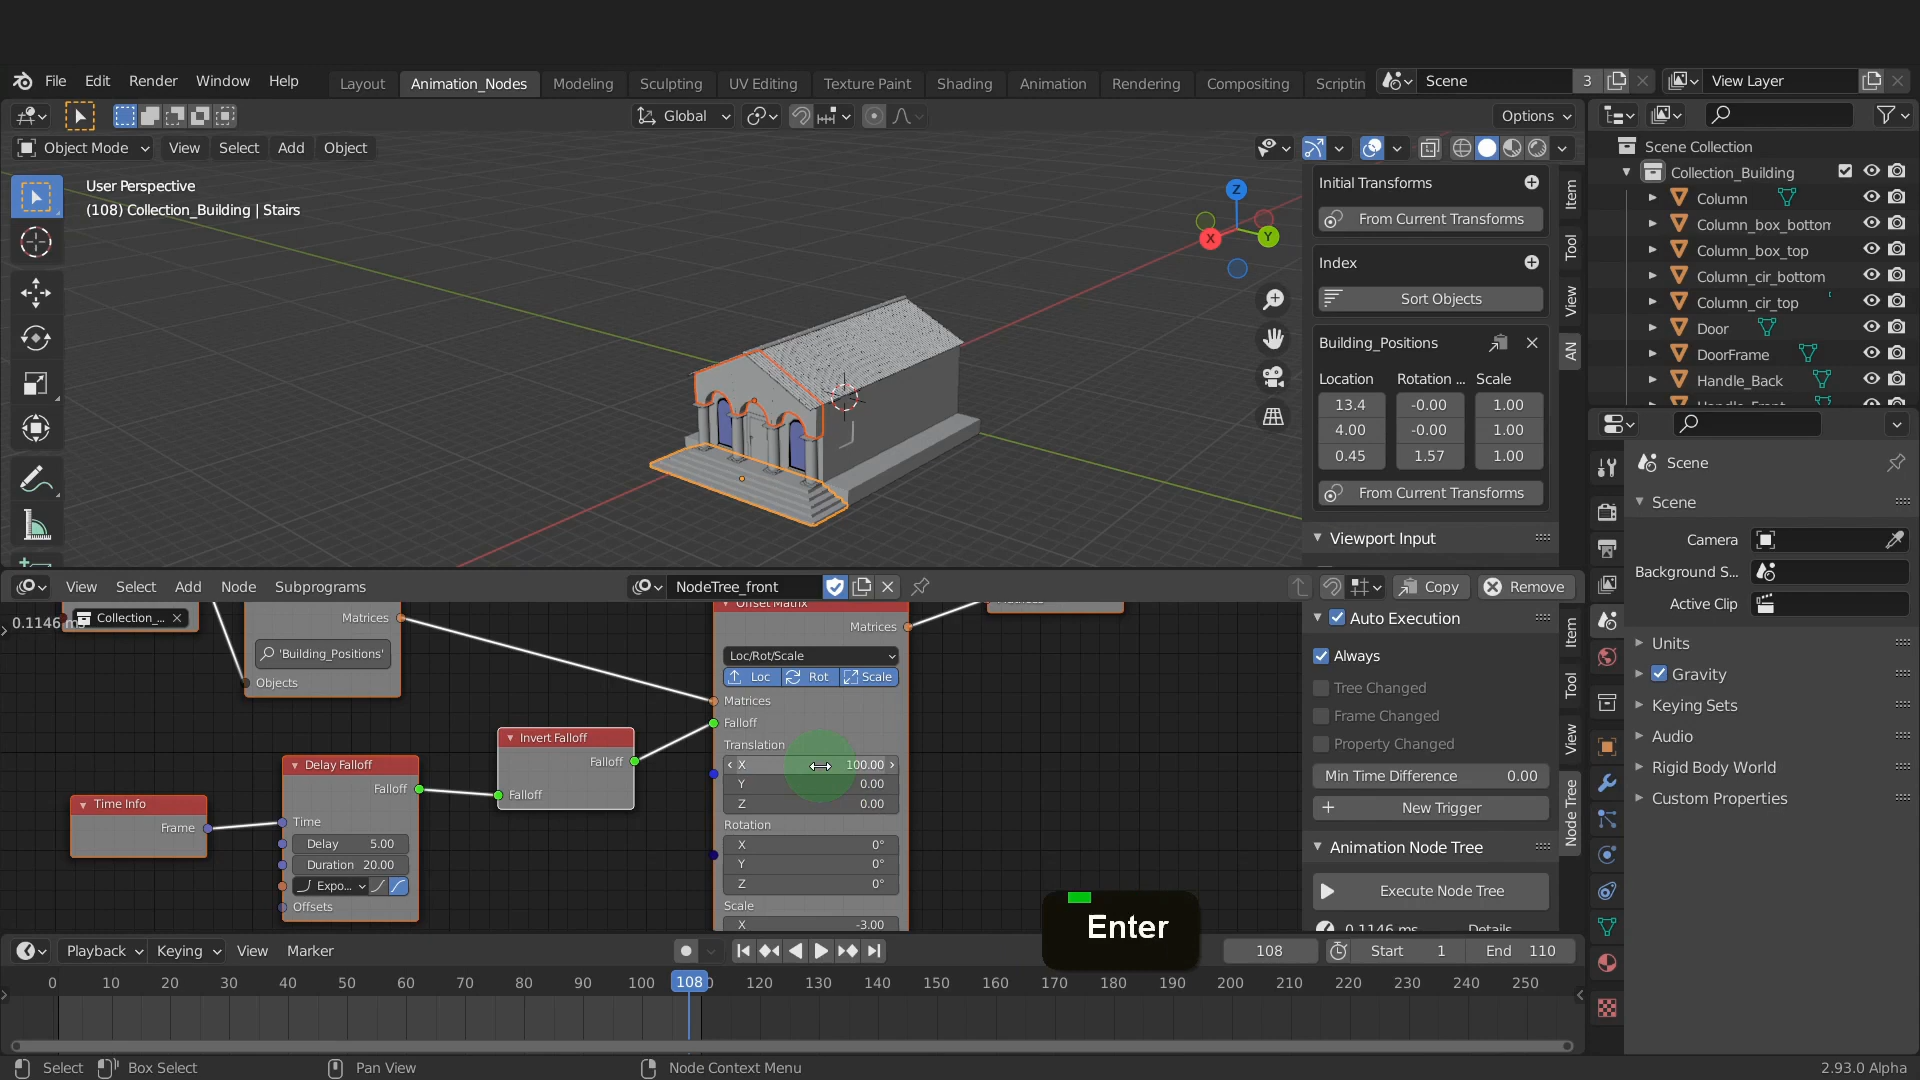 File Edit Render Window Help Layout Animation_Nodes Modeling Sculpting UV Editing Texture Paint Shading Animation Rendering Compositing Scriptin Scene 3 View Layer
Global Options
Object Mode View Select Add Object
User Perspective
(108) Collection_Building | Stairs
Z
X
Y
Initial Transforms
From Current Transforms
Index
Sort Objects
Building_Positions
Location Rotation ... Scale
13.4 -0.00 1.00
4.00 -0.00 1.00
0.45 1.57 1.00
From Current Transforms
Viewport Input
Item
Tool
View
AN
Scene Collection
Collection_Building
Column
Column_box_bottom
Column_box_top
Column_cir_bottom
Column_cir_top
Door
DoorFrame
Handle_Back
Scene
Scene
Camera
Background S...
Active Clip
Units
Gravity
Keying Sets
Audio
Rigid Body World
Custom Properties
View Select Add Node Subprograms NodeTree_front Copy Remove
0.1146 ms
Collection_...
Matrices
'Building_Positions'
Objects
Time Info
Frame
Delay Falloff
Falloff
Time
Delay 5.00
Duration 20.00
Expo...
Offsets
Invert Falloff
Falloff
Falloff
Offset Matrix
Matrices
Loc/Rot/Scale
Loc Rot Scale
Matrices
Falloff
Translation
X 100.00
Y 0.00
Z 0.00
Rotation
X 0°
Y 0°
Z 0°
Scale
X -3.00
Auto Execution
Always
Tree Changed
Frame Changed
Property Changed
Min Time Difference 0.00
New Trigger
Animation Node Tree
Execute Node Tree
0.1146 ms Details
Item
Tool
View
Node Tree
Enter
Playback Keying View Marker 108 Start 1 End 110
0 10 20 30 40 50 60 70 80 90 100 108 120 130 140 150 160 170 180 190 200 210 220 230 240 250
Select Box Select Pan View Node Context Menu 2.93.0 Alpha